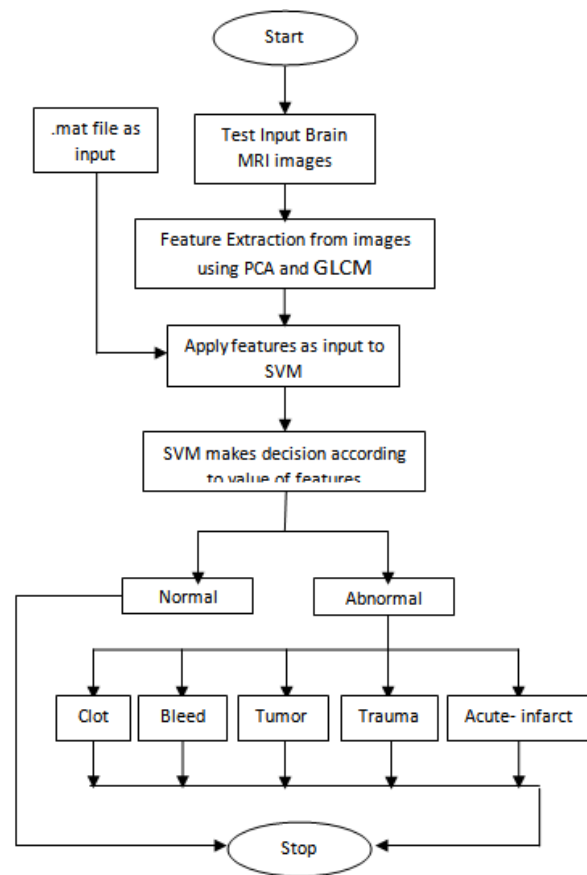 Start
.mat file as
input
Test Input Brain
MRI images
Feature Extraction from images
using PCA and GLCM
Apply features as input to
SVM
SVM makes decision according
to value of features
Normal
Abnormal
Clot
Bleed
Tumor
Trauma
Acute- infarct
Stop